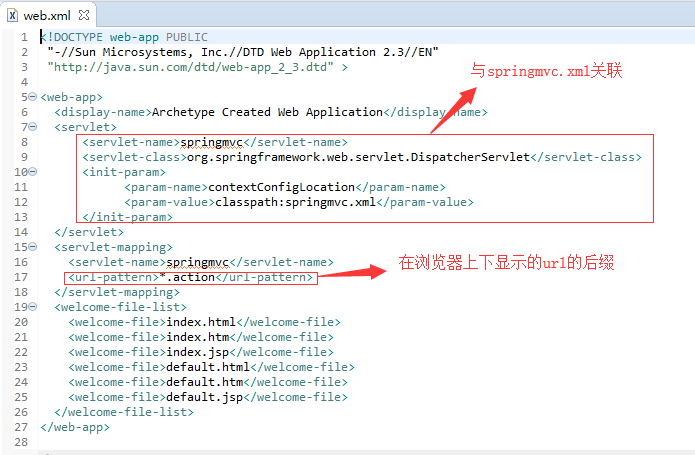 web.xml
1 <!DOCTYPE web-app PUBLIC
2 "-//Sun Microsystems, Inc.//DTD Web Application 2.3//EN"
3 "http://java.sun.com/dtd/web-app_2_3.dtd" >
与springmvc.xml关联
4
5 <web-app>
6 <display-name>Archetype Created Web Application</display-name>
7 <servlet>
8 <servlet-name>springmvc</servlet-name>
9 <servlet-class>org.springframework.web.servlet.DispatcherServlet</servlet-class>
10 <init-param>
11 <param-name>contextConfigLocation</param-name>
12 <param-value>classpath:springmvc.xml</param-value>
13 </init-param>
14 </servlet>
15 <servlet-mapping>
16 <servlet-name>springmvc</servlet-name>
在浏览器上下显示的url的后缀
17 <url-pattern>*.action</url-pattern>
18 </servlet-mapping>
19 <welcome-file-list>
20 <welcome-file>index.html</welcome-file>
21 <welcome-file>index.htm</welcome-file>
22 <welcome-file>index.jsp</welcome-file>
23 <welcome-file>default.html</welcome-file>
24 <welcome-file>default.htm</welcome-file>
25 <welcome-file>default.jsp</welcome-file>
26 </welcome-file-list>
27 </web-app>
28